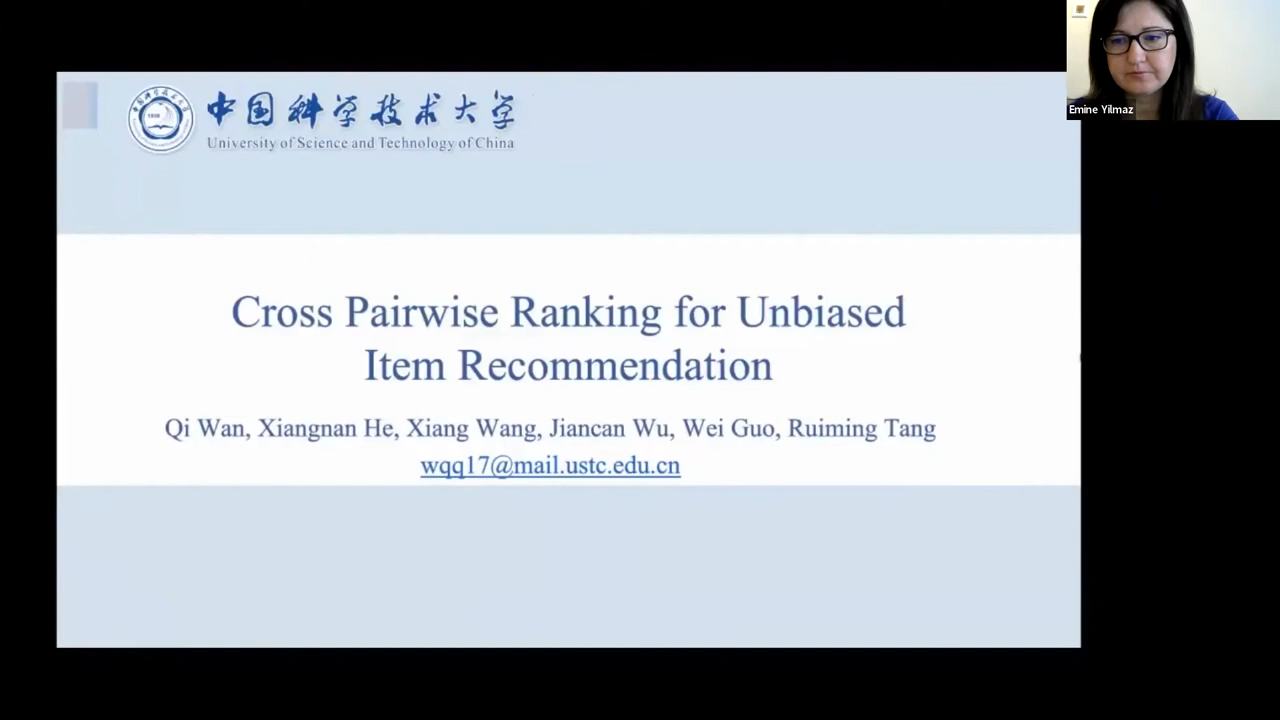 中国科学技术大学
University of Science and Technology of China
Cross Pairwise Ranking for Unbiased
Item Recommendation
Qi Wan, Xiangnan He, Xiang Wang, Jiancan Wu, Wei Guo, Ruiming Tang
wqq17@mail.ustc.edu.cn
Emine Yilmaz